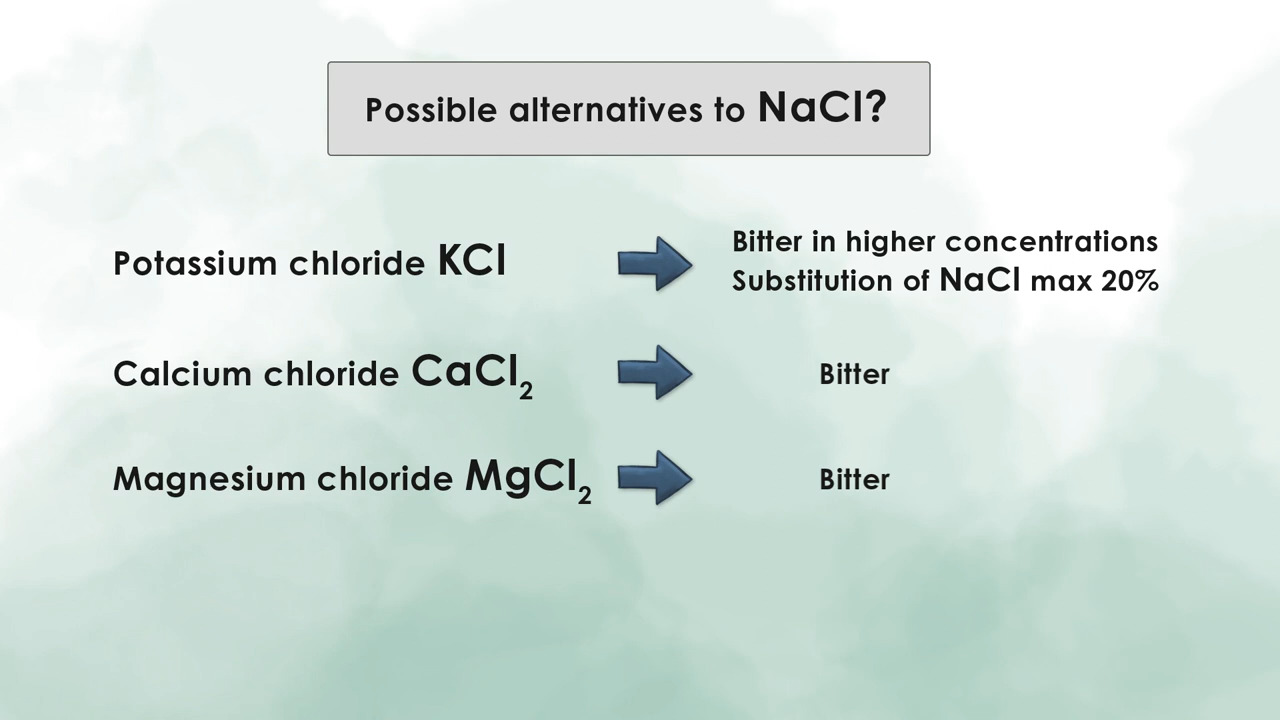 Possible alternatives to NaCl?
Potassium chloride KCl
Bitter in higher concentrations
Substitution of NaCl max 20%
Calcium chloride CaCl₂
Bitter
Magnesium chloride MgCl₂
Bitter